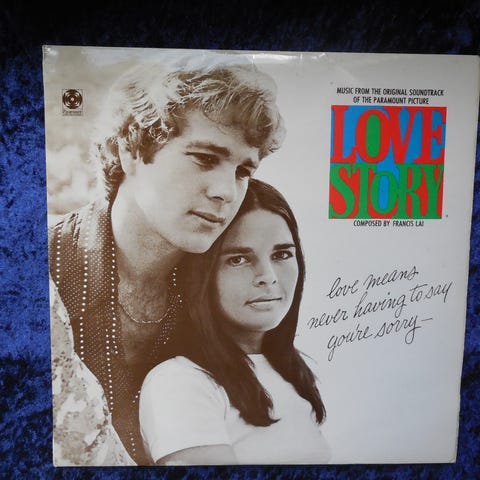 Paramount
MUSIC FROM THE ORIGINAL SOUNDTRACK
OF THE PARAMOUNT PICTURE
LOVE
STORY
COMPOSED BY FRANCIS LAI
love means
never having to say
you're sorry—